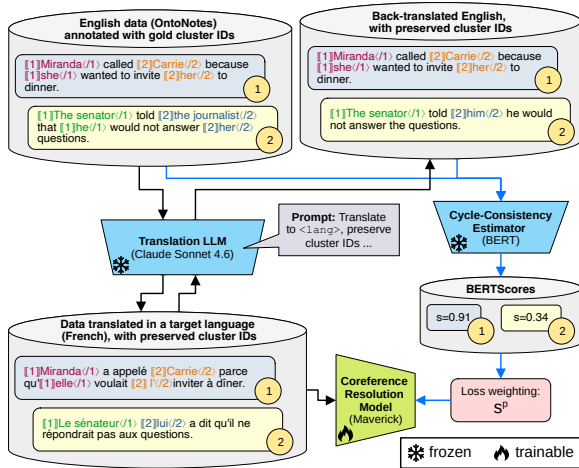 English data (OntoNotes)
annotated with gold cluster IDs
⟦1⟧Miranda⟨/1⟩ called ⟦2⟧Carrie⟨/2⟩ because
⟦1⟧she⟨/1⟩ wanted to invite ⟦2⟧her⟨/2⟩ to
dinner.
1
⟦1⟧The senator⟨/1⟩ told ⟦2⟧the journalist⟨/2⟩
that ⟦1⟧he⟨/1⟩ would not answer ⟦2⟧her⟨/2⟩
questions.
2
Back-translated English,
with preserved cluster IDs
⟦1⟧Miranda⟨/1⟩ called ⟦2⟧Carrie⟨/2⟩ because
⟦1⟧she⟨/1⟩ wanted to invite ⟦2⟧her⟨/2⟩ to
dinner.
1
⟦1⟧The senator⟨/1⟩ told ⟦2⟧him⟨/2⟩ he would
not answer the questions.
2
Translation LLM
(Claude Sonnet 4.6)
Prompt: Translate
to <lang>, preserve
cluster IDs ...
Cycle-Consistency
Estimator
(BERT)
BERTScores
s=0.91
1
s=0.34
2
Data translated in a target language
(French), with preserved cluster IDs
⟦1⟧Miranda⟨/1⟩ a appelé ⟦2⟧Carrie⟨/2⟩ parce
qu'⟦1⟧elle⟨/1⟩ voulait ⟦2⟧ l'⟨/2⟩inviter à dîner.
1
⟦1⟧Le sénateur⟨/1⟩ ⟦2⟧lui⟨/2⟩ a dit qu'il ne
répondrait pas aux questions.
2
Coreference
Resolution
Model
(Maverick)
Loss weighting:
Sᵖ
frozen
trainable